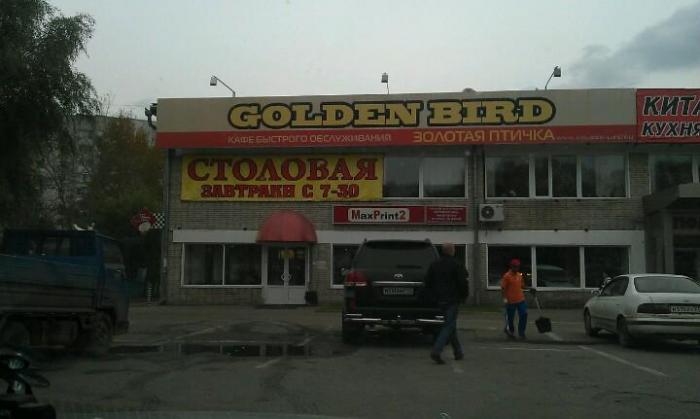 GOLDEN BIRD
КАФЕ БЫСТРОГО ОБСЛУЖИВАНИЯ ЗОЛОТАЯ ПТИЧКА
СТОЛОВАЯ
ЗАВТРАКИ С 7-30
MaxPrint2
КИТА
КУХНЯ